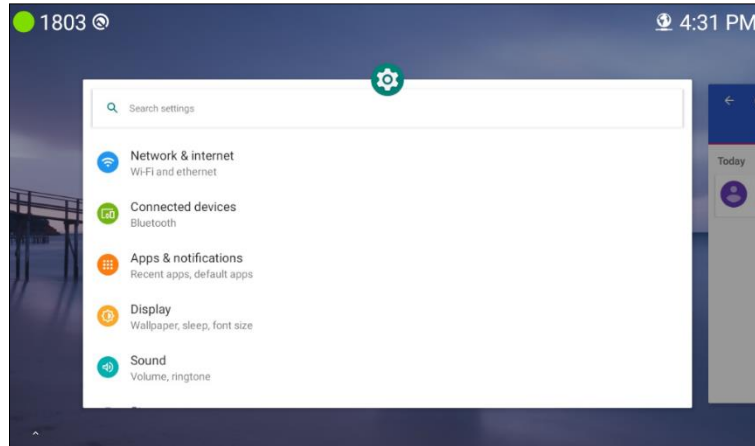 1803
4:31 PM
Search settings
Network & internet
Wi-Fi and ethernet
Connected devices
Bluetooth
Apps & notifications
Recent apps, default apps
Display
Wallpaper, sleep, font size
Sound
Volume, ringtone
Today